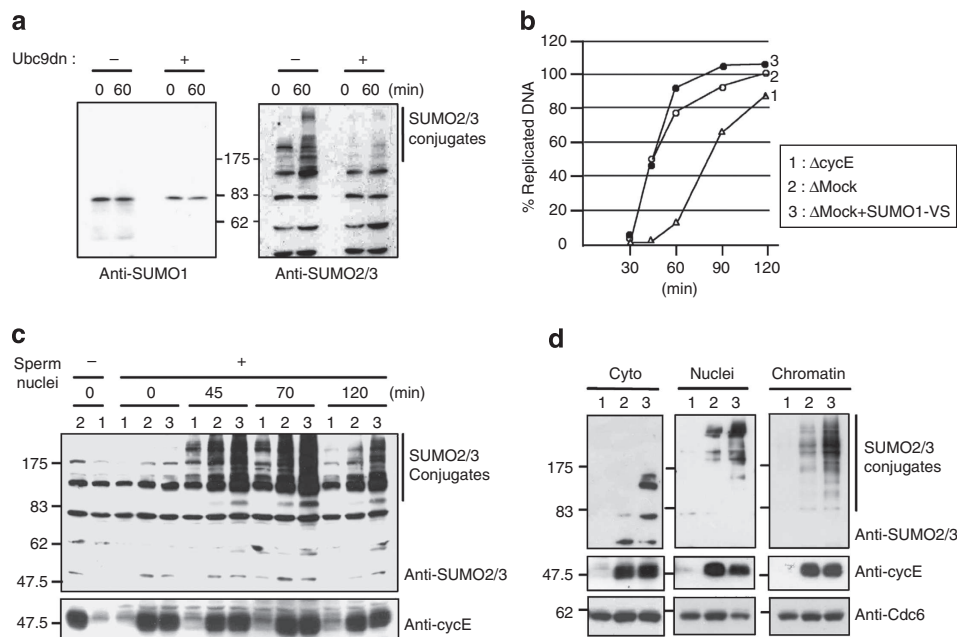 a
Ubc9dn : – +
– +
0 60
0 60 (min)
0 60
0 60 (min)
SUMO2/3
conjugates
175
83
62
Anti-SUMO1
Anti-SUMO2/3
b
% Replicated DNA
100
80
60
40
20
0
30 60 90 120
(min)
3
2
1
1 : ΔcycE
2 : ΔMock
3 : ΔMock+SUMO1-VS
c
Sperm
nuclei
– +
0 0 45 70 120 (min)
2 1 1 2 3 1 2 3 1 2 3 1 2 3
175
83
62
47.5
SUMO2/3
Conjugates
Anti-SUMO2/3
47.5
Anti-cycE
d
Cyto Nuclei Chromatin
1 2 3 1 2 3 1 2 3
175
83
SUMO2/3
conjugates
Anti-SUMO2/3
47.5
Anti-cycE
62
Anti-Cdc6